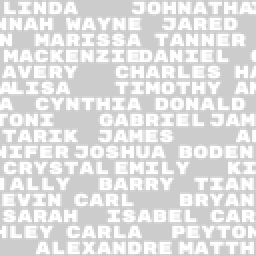 LINDA JOHNATHA
NNAH WAYNE JARED
N MARISSA TANNER
MACKENZIE DANIEL
AVERY CHARLES HA
ALISA TIMOTHY AN
A CYNTHIA DONALD
TONI GABRIEL JAM
TARIK JAMES A
NIFER JOSHUA BODEN
CRYSTAL EMILY KI
ALLY BARRY TIAN
EVIN CARL BRYAN
SARAH ISABEL CAR
HLEY CARLA PEYTON
ALEXANDRE MATTH